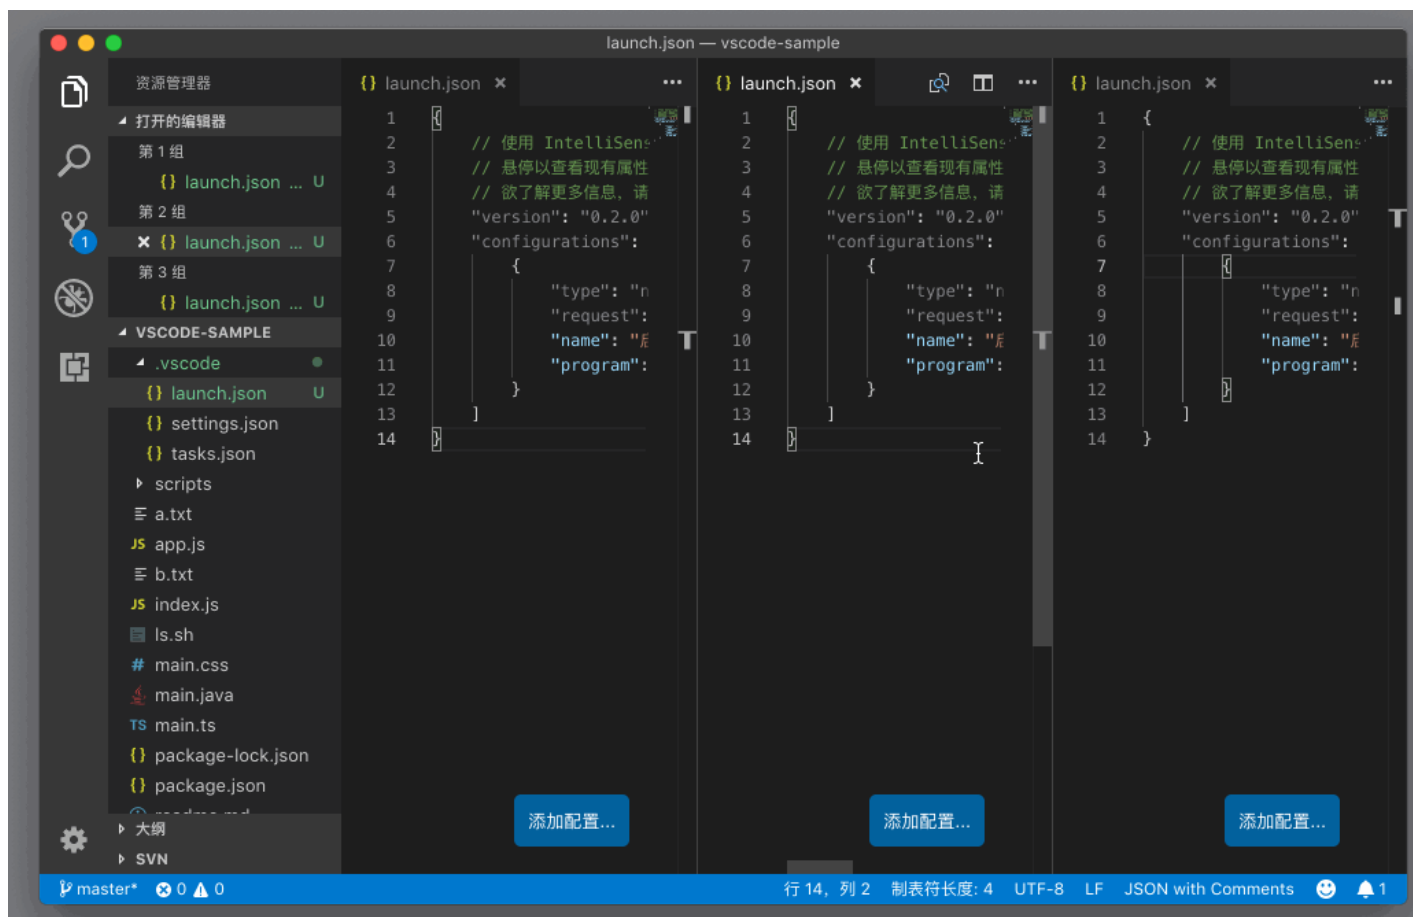 launch.json — vscode-sample
资源管理器
打开的编辑器
第 1 组
{} launch.json ... U
第 2 组
× {} launch.json ... U
第 3 组
{} launch.json ... U
VSCODE-SAMPLE
.vscode
{} launch.json U
{} settings.json
{} tasks.json
scripts
a.txt
JS app.js
b.txt
JS index.js
ls.sh
# main.css
main.java
TS main.ts
{} package-lock.json
{} package.json
大纲
SVN
1
{} launch.json × ...
1 {
2 // 使用 IntelliSens
3 // 悬停以查看现有属性
4 // 欲了解更多信息，请
5 "version": "0.2.0"
6 "configurations":
7 {
8 "type": "n
9 "request":
10 "name": "启
11 "program":
12 }
13 ]
14 }
添加配置...
{} launch.json × ...
1 {
2 // 使用 IntelliSens
3 // 悬停以查看现有属性
4 // 欲了解更多信息，请
5 "version": "0.2.0"
6 "configurations":
7 {
8 "type": "n
9 "request":
10 "name": "启
11 "program":
12 }
13 ]
14 }
添加配置...
{} launch.json × ...
1 {
2 // 使用 IntelliSens
3 // 悬停以查看现有属性
4 // 欲了解更多信息，请
5 "version": "0.2.0"
6 "configurations":
7 {
8 "type": "n
9 "request":
10 "name": "启
11 "program":
12 }
13 ]
14 }
添加配置...
master* 0 0 行 14，列 2 制表符长度: 4 UTF-8 LF JSON with Comments 1